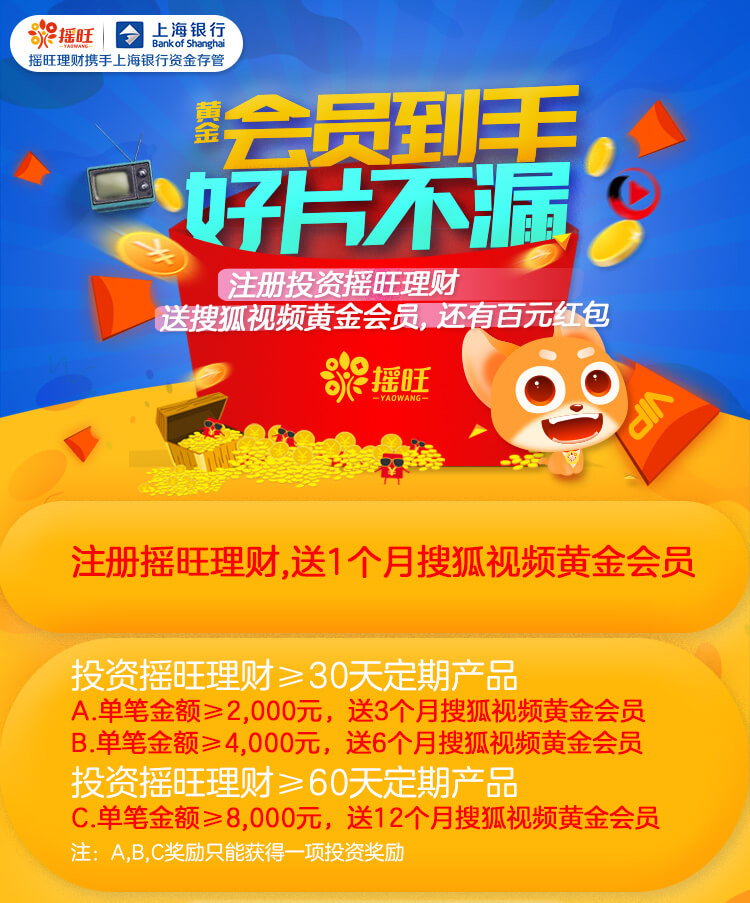 摇旺
YAOWANG
上海银行
Bank of Shanghai
摇旺理财携手上海银行资金存管
黄金
会员到手
好片不漏
注册投资摇旺理财
送搜狐视频黄金会员, 还有百元红包
摇旺
YAOWANG
VIP
注册摇旺理财,送1个月搜狐视频黄金会员
投资摇旺理财≥30天定期产品
A.单笔金额≥2,000元，送3个月搜狐视频黄金会员
B.单笔金额≥4,000元，送6个月搜狐视频黄金会员
投资摇旺理财≥60天定期产品
C.单笔金额≥8,000元，送12个月搜狐视频黄金会员
注：A,B,C奖励只能获得一项投资奖励